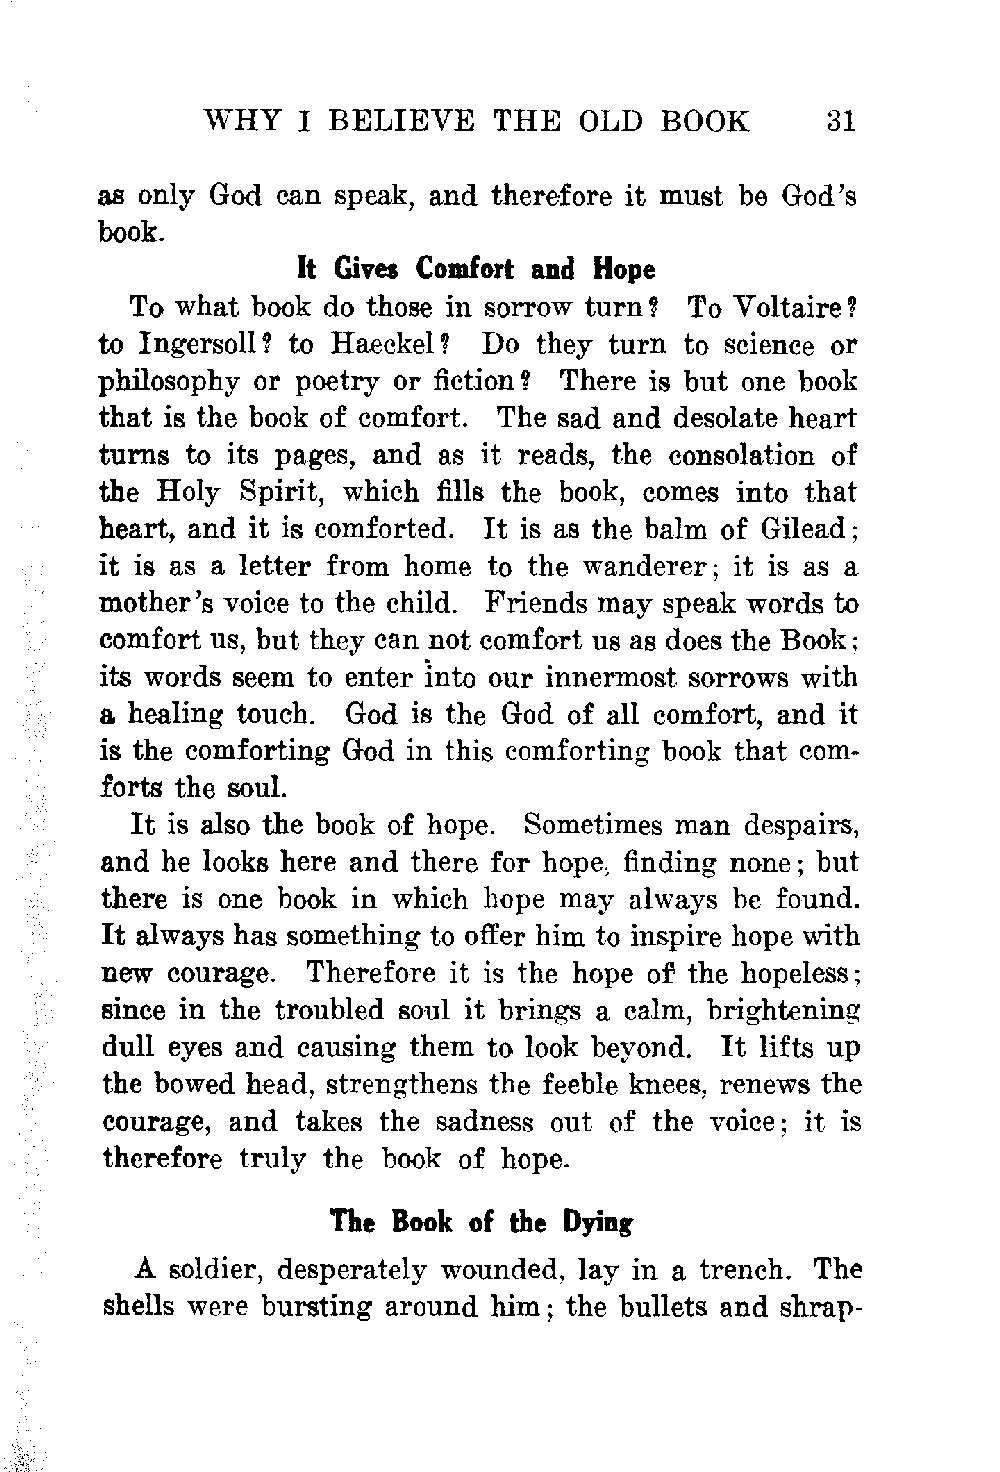 WHY I BELIEVE THE OLD BOOK 31
as only God can speak, and therefore it must be God's
book.
It Gives Comfort and Hope
To what book do those in sorrow turn? To Voltaire?
to Ingersoll? to Haeckel? Do they turn to science or
philosophy or poetry or fiction? There is but one book
that is the book of comfort. The sad and desolate heart
turns to its pages, and as it reads, the consolation of
the Holy Spirit, which fills the book, comes into that
heart, and it is comforted. It is as the balm of Gilead;
it is as a letter from home to the wanderer; it is as a
mother's voice to the child. Friends may speak words to
comfort us, but they can not comfort us as does the Book;
its words seem to enter into our innermost sorrows with
a healing touch. God is the God of all comfort, and it
is the comforting God in this comforting book that com-
forts the soul.
It is also the book of hope. Sometimes man despairs,
and he looks here and there for hope, finding none; but
there is one book in which hope may always be found.
It always has something to offer him to inspire hope with
new courage. Therefore it is the hope of the hopeless;
since in the troubled soul it brings a calm, brightening
dull eyes and causing them to look beyond. It lifts up
the bowed head, strengthens the feeble knees, renews the
courage, and takes the sadness out of the voice; it is
therefore truly the book of hope.
The Book of the Dying
A soldier, desperately wounded, lay in a trench. The
shells were bursting around him; the bullets and shrap-